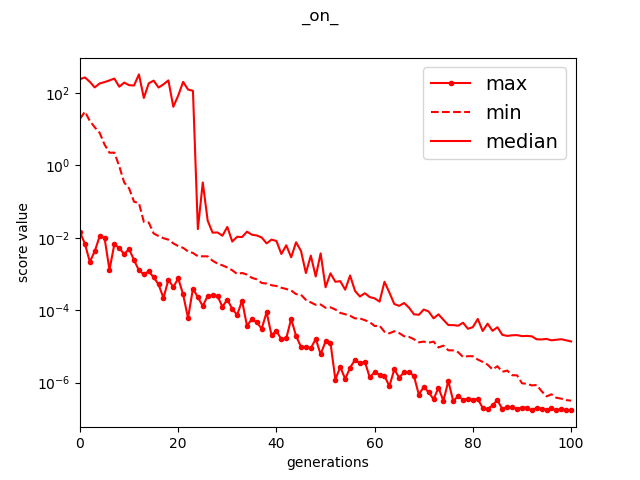 _on_
max
min
median
score value
10²
10⁰
10⁻²
10⁻⁴
10⁻⁶
0
20
40
60
80
100
generations